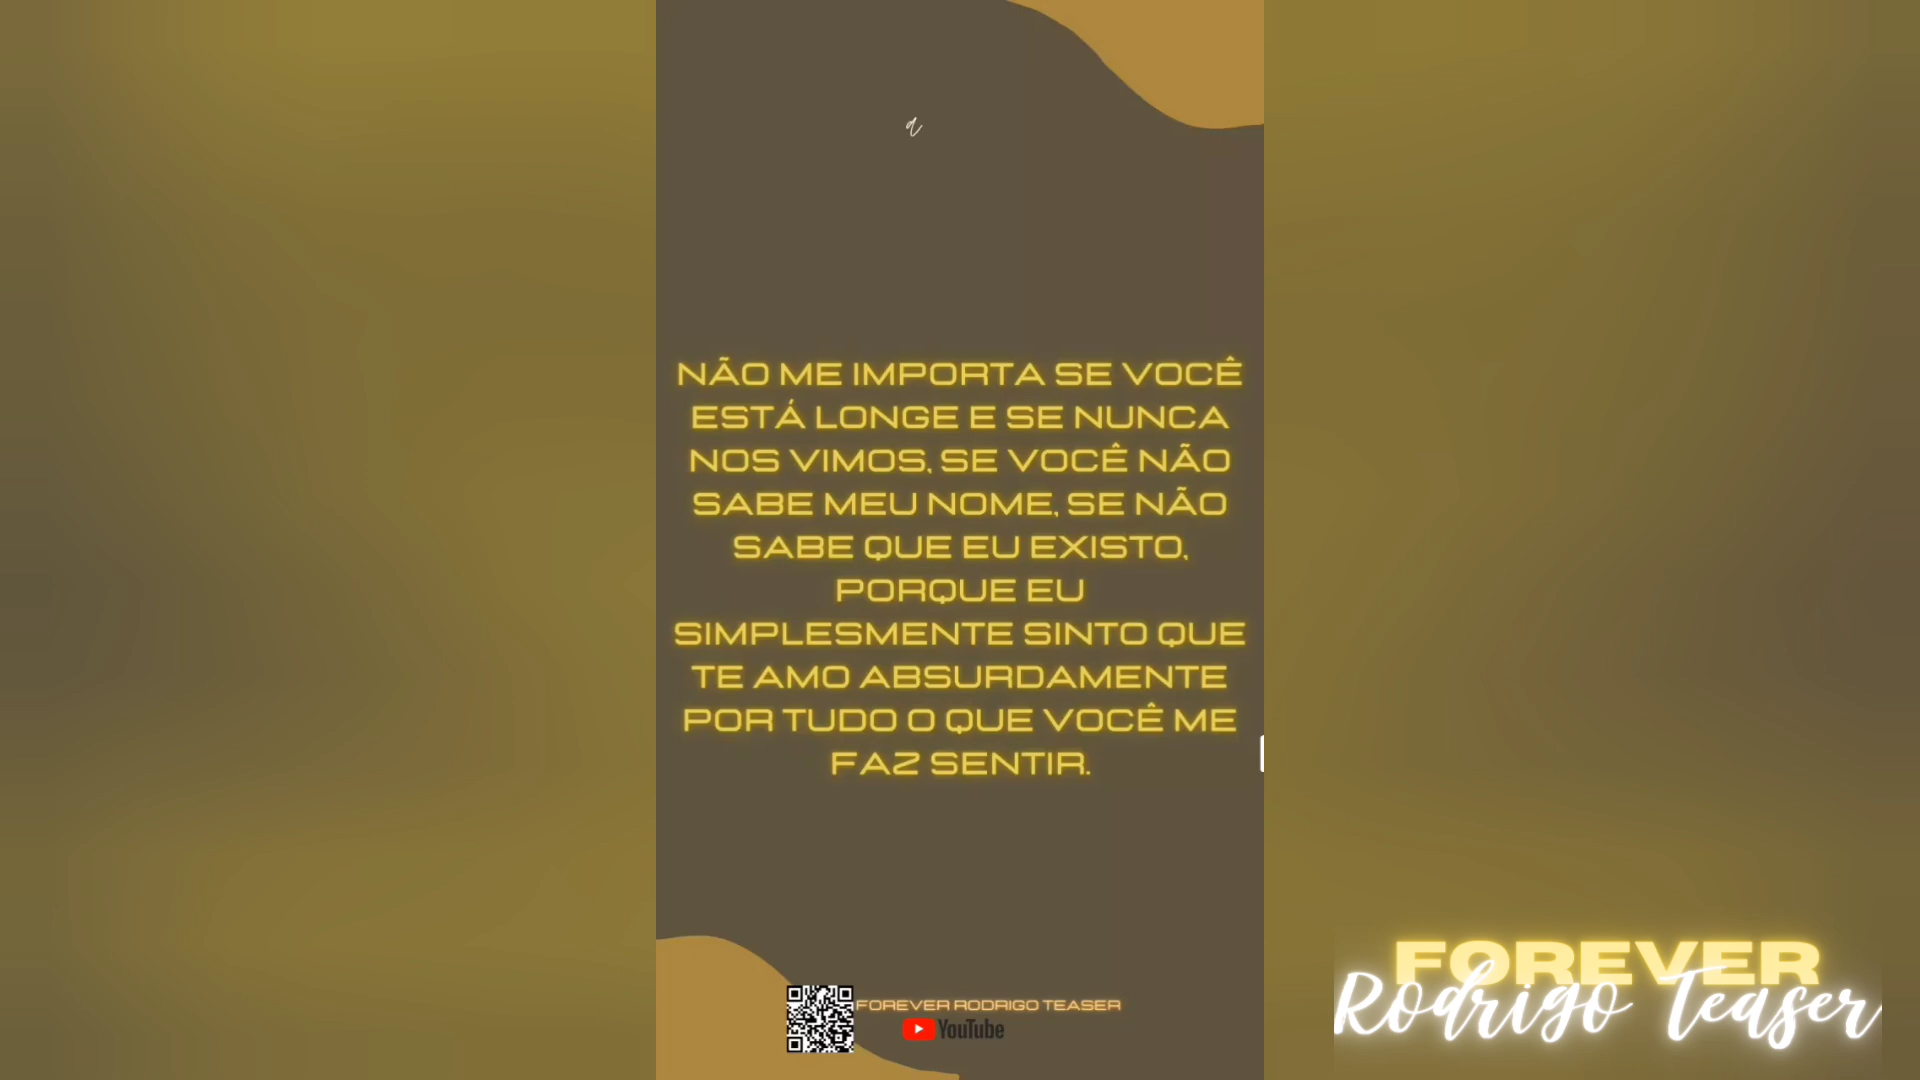 a
NÃO ME IMPORTA SE VOCÊ
ESTÁ LONGE E SE NUNCA
NOS VIMOS, SE VOCÊ NÃO
SABE MEU NOME, SE NÃO
SABE QUE EU EXISTO,
PORQUE EU
SIMPLESMENTE SINTO QUE
TE AMO ABSURDAMENTE
POR TUDO O QUE VOCÊ ME
FAZ SENTIR.
FOREVER RODRIGO TEASER
YouTube
FOREVER
Rodrigo Teaser